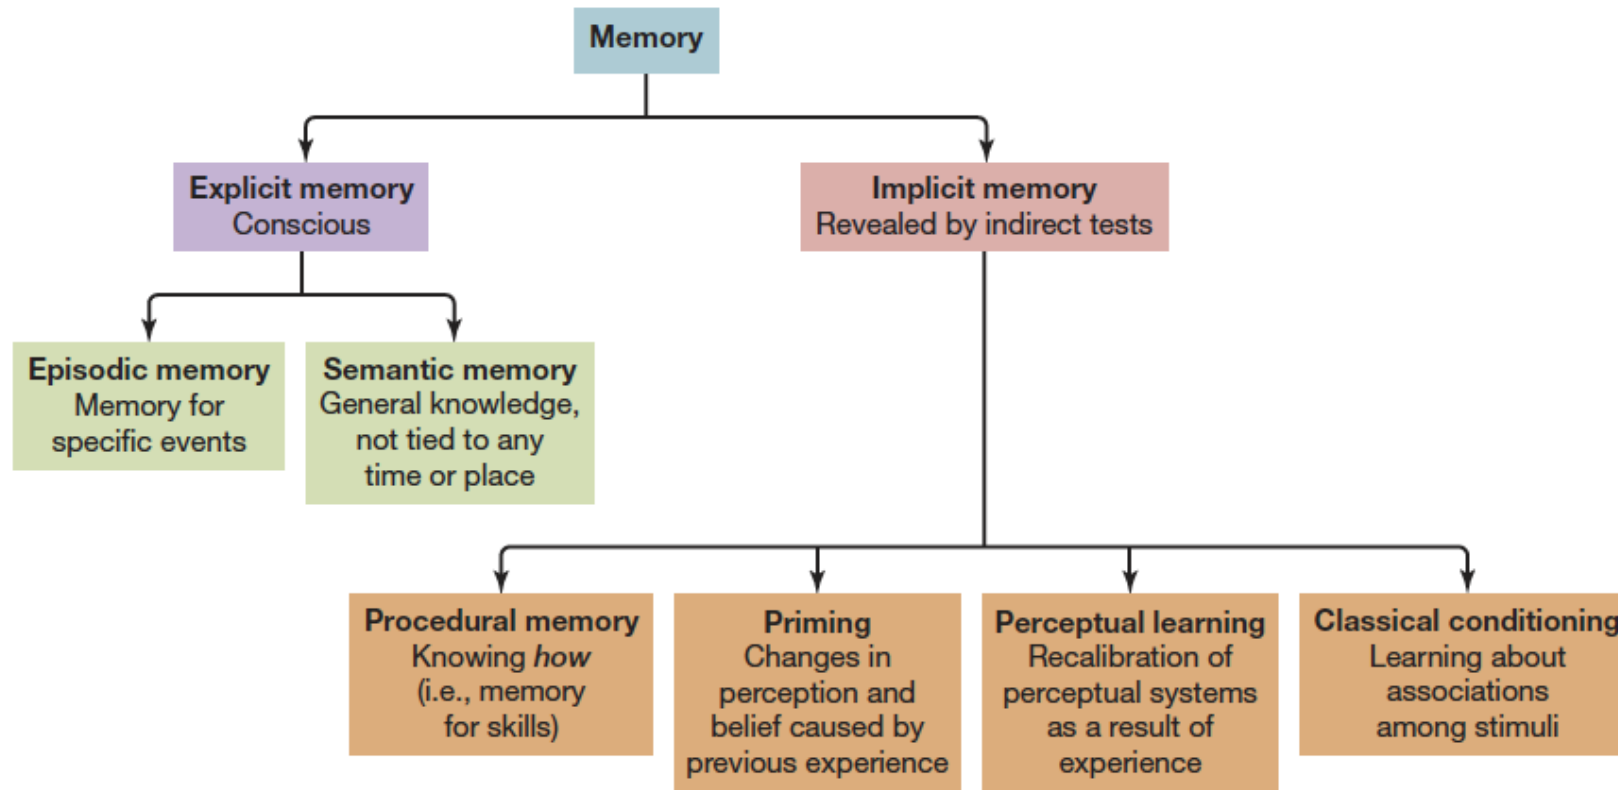 Memory
Explicit memory
Conscious
Implicit memory
Revealed by indirect tests
Episodic memory
Memory for
specific events
Semantic memory
General knowledge,
not tied to any
time or place
Procedural memory
Knowing how
(i.e., memory
for skills)
Priming
Changes in
perception and
belief caused by
previous experience
Perceptual learning
Recalibration of
perceptual systems
as a result of
experience
Classical conditioning
Learning about
associations
among stimuli